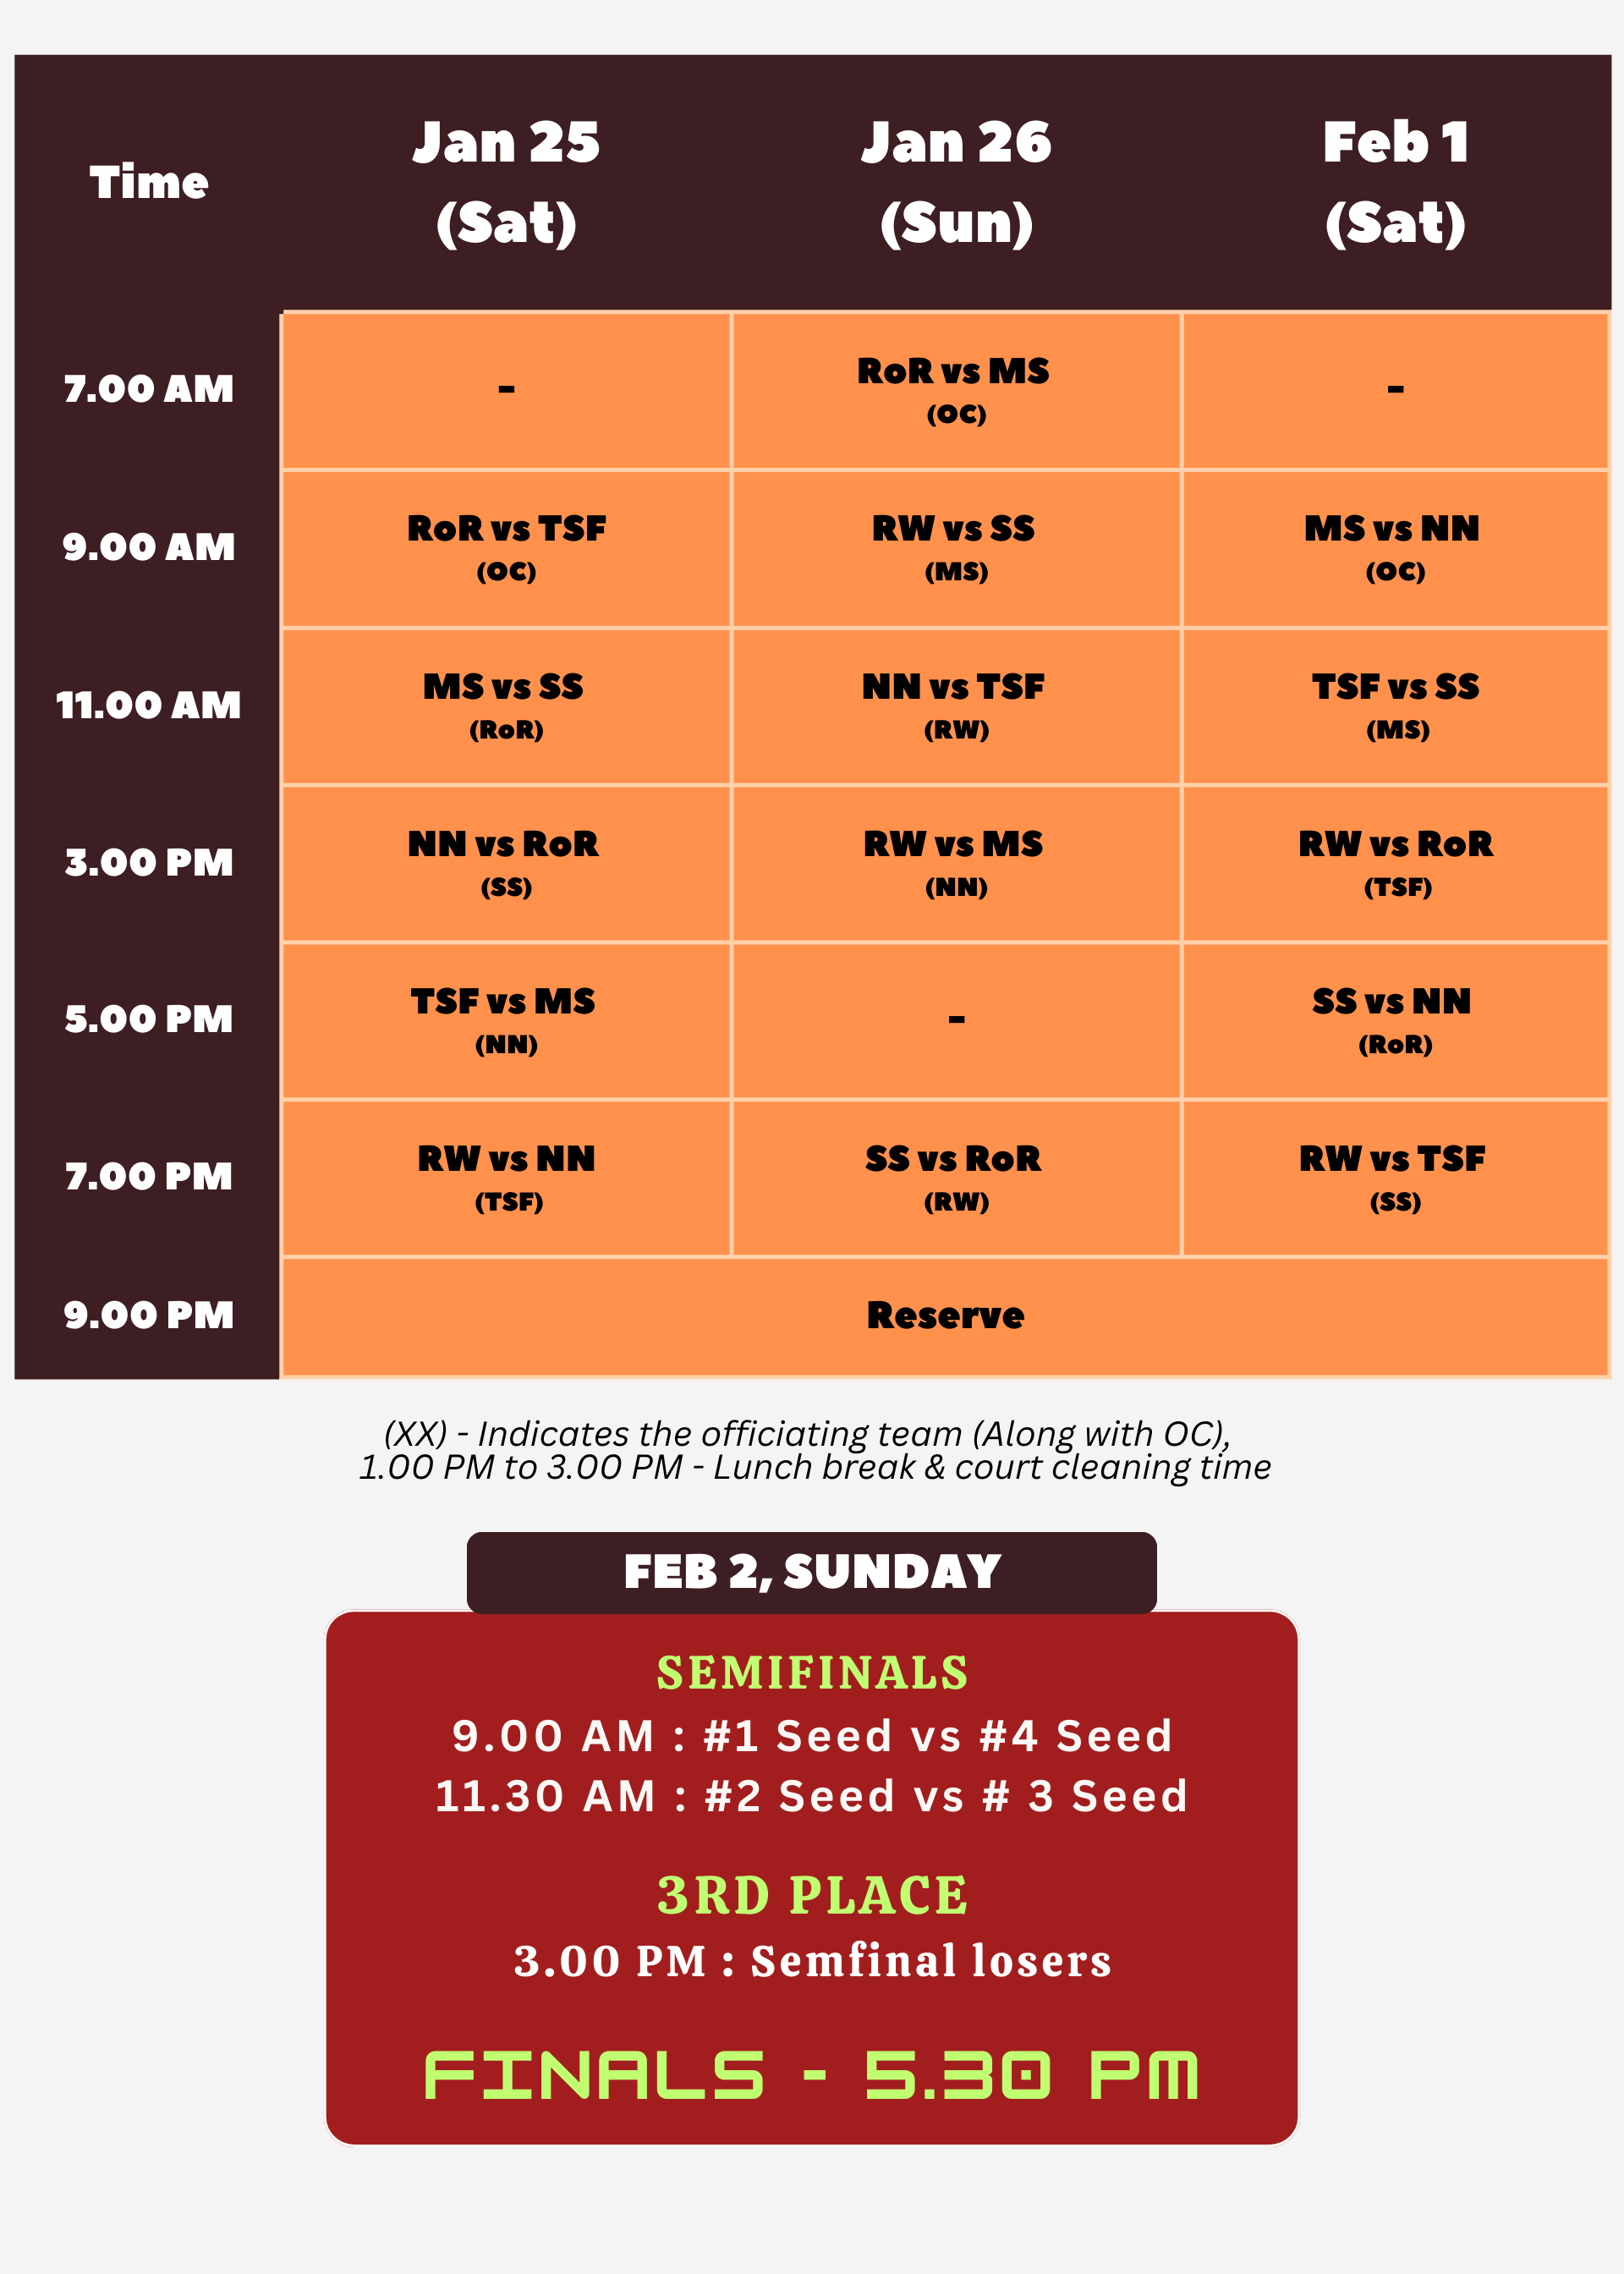 Time
Jan 25
(Sat)
Jan 26
(Sun)
Feb 1
(Sat)
7.00 AM
-
RoR vs MS
(OC)
-
9.00 AM
RoR vs TSF
(OC)
RW vs SS
(MS)
MS vs NN
(OC)
11.00 AM
MS vs SS
(RoR)
NN vs TSF
(RW)
TSF vs SS
(MS)
3.00 PM
NN vs RoR
(SS)
RW vs MS
(NN)
RW vs RoR
(TSF)
5.00 PM
TSF vs MS
(NN)
-
SS vs NN
(RoR)
7.00 PM
RW vs NN
(TSF)
SS vs RoR
(RW)
RW vs TSF
(SS)
9.00 PM
Reserve
(XX) - Indicates the officiating team (Along with OC),
1.00 PM to 3.00 PM - Lunch break & court cleaning time
FEB 2, SUNDAY
SEMIFINALS
9.00 AM : #1 Seed vs #4 Seed
11.30 AM : #2 Seed vs # 3 Seed
3RD PLACE
3.00 PM : Semfinal losers
FINALS - 5.30 PM